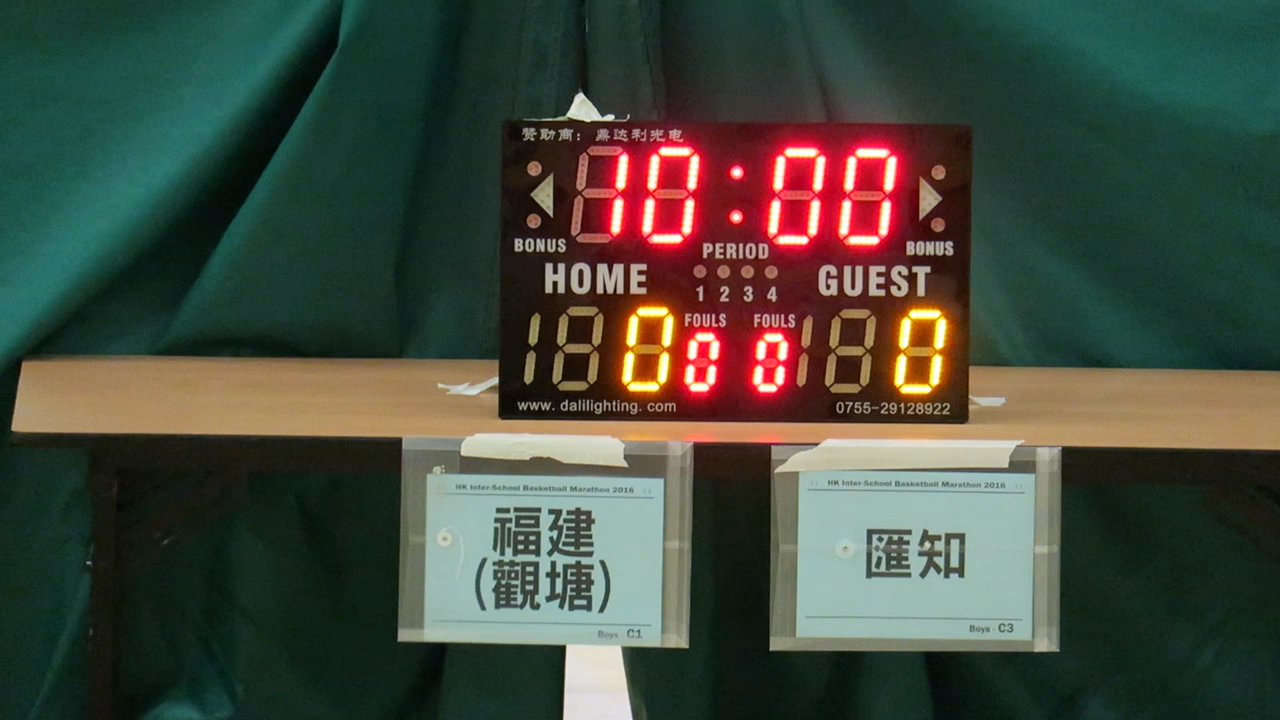 赞助商：鼎达利光电
10:00
BONUS
PERIOD
BONUS
HOME
1 2 3 4
GUEST
FOULS FOULS
0 0 0 0
www. dalilighting. com
0755-29128922
HK Inter-School Basketball Marathon 2016
福建
(觀塘)
Boys - C1
HK Inter-School Basketball Marathon 2016
匯知
Boys - C3